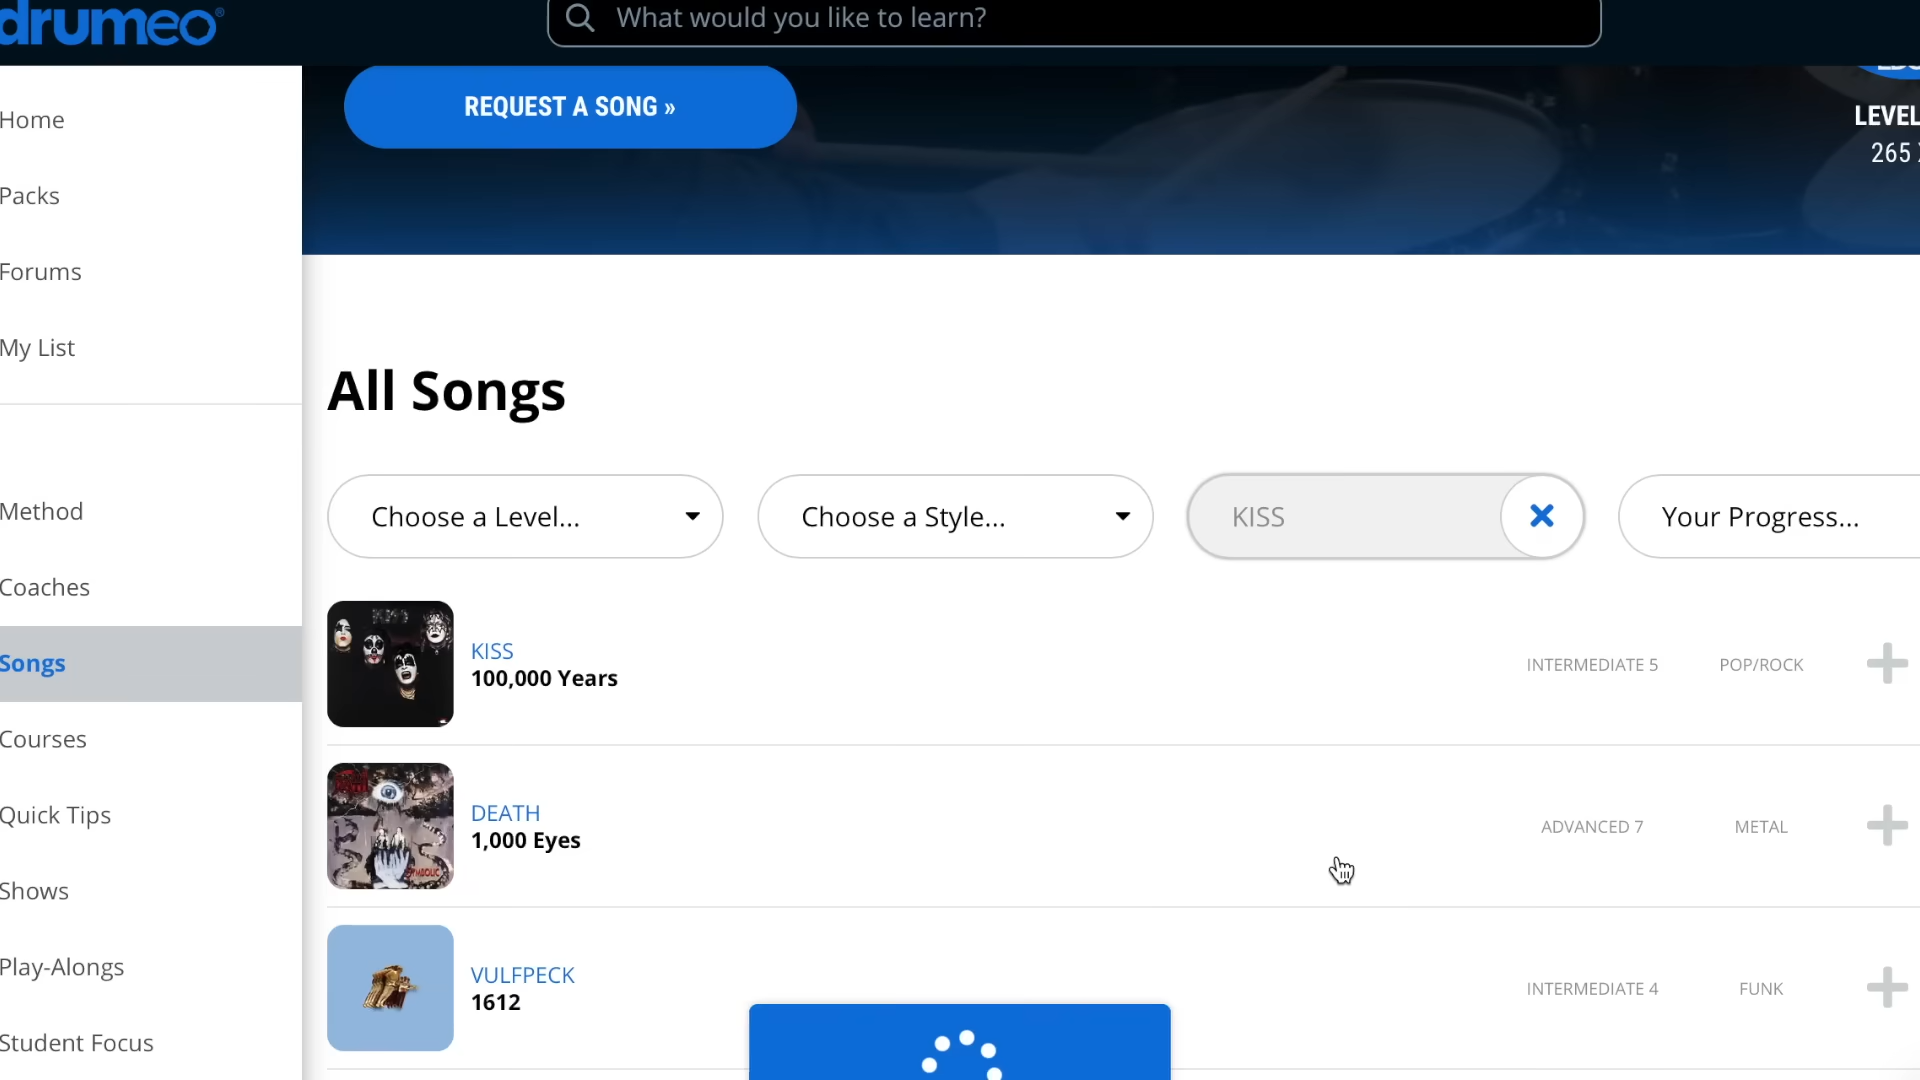 drumeo
What would you like to learn?
Home
Packs
Forums
My List
Method
Coaches
Songs
Courses
Quick Tips
Shows
Play-Alongs
Student Focus
REQUEST A SONG »
LEVEL
265
All Songs
Choose a Level...
Choose a Style...
KISS
Your Progress...
KISS
100,000 Years
INTERMEDIATE 5
POP/ROCK
DEATH
1,000 Eyes
ADVANCED 7
METAL
VULFPECK
1612
INTERMEDIATE 4
FUNK